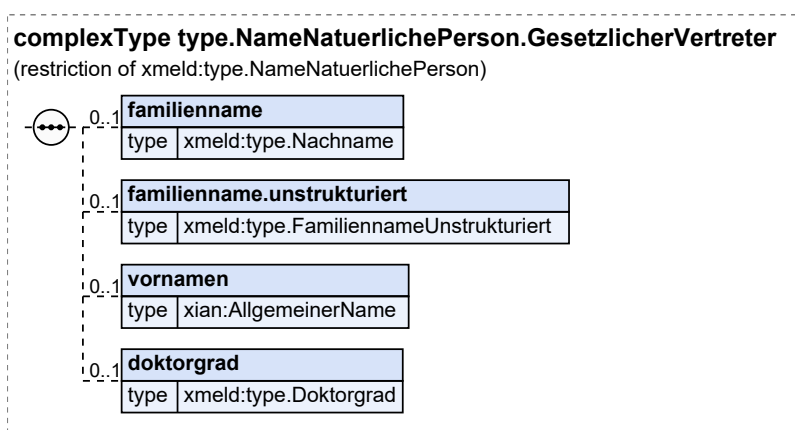 complexType type.NameNatuerlichePerson.GesetzlicherVertreter
(restriction of xmeld:type.NameNatuerlichePerson)
0..1 familienname
type xmeld:type.Nachname
0..1 familienname.unstrukturiert
type xmeld:type.FamiliennameUnstrukturiert
0..1 vornamen
type xian:AllgemeinerName
0..1 doktorgrad
type xmeld:type.Doktorgrad